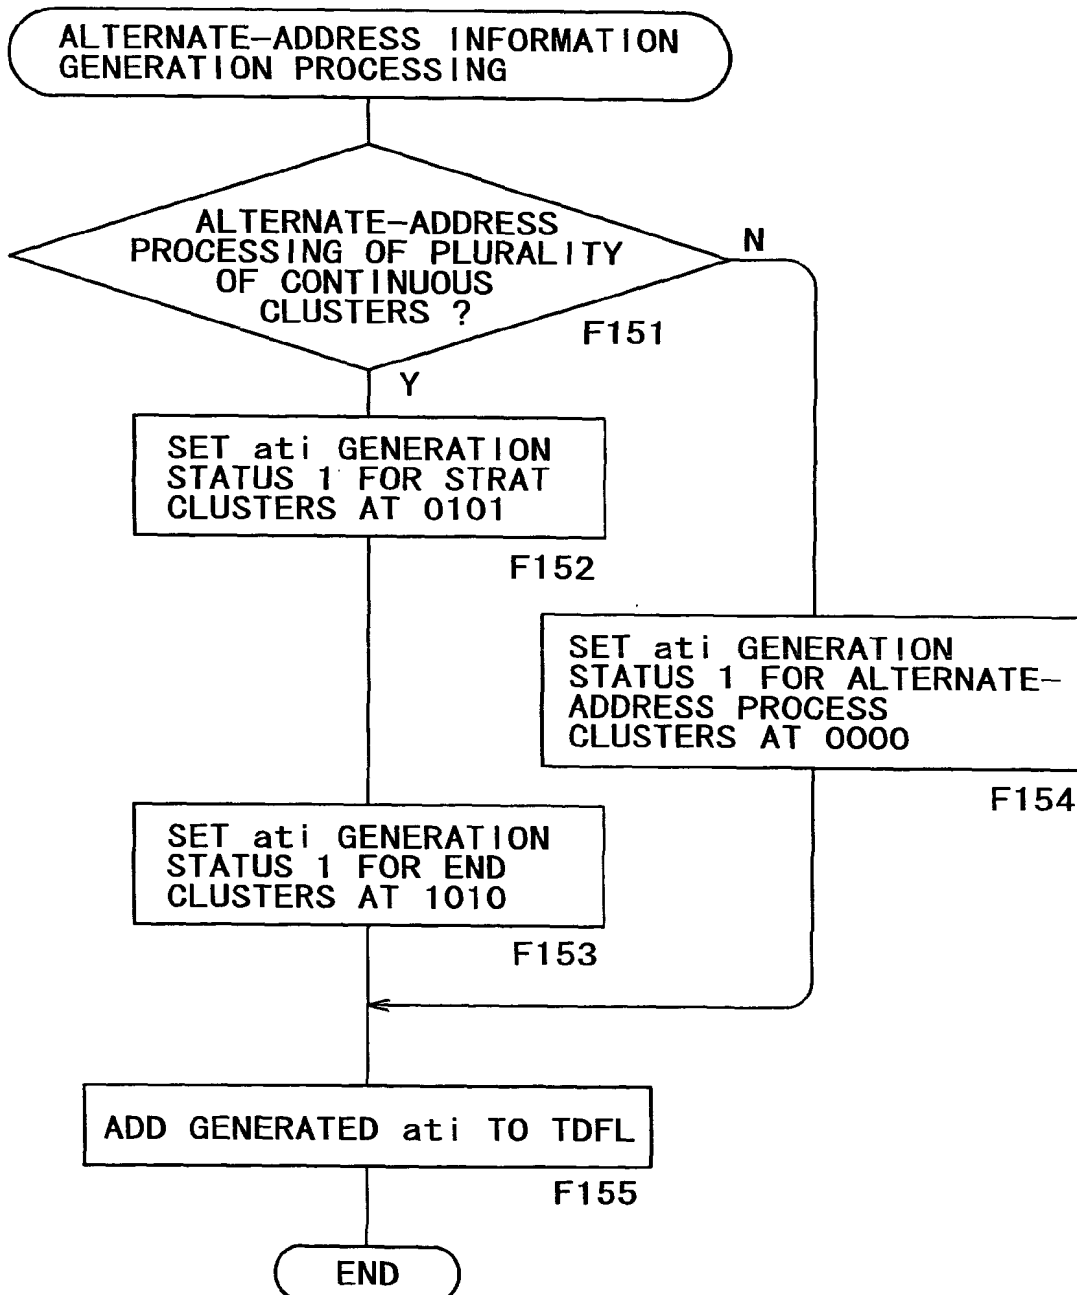 ALTERNATE-ADDRESS INFORMATION
GENERATION PROCESSING
ALTERNATE-ADDRESS
PROCESSING OF PLURALITY
OF CONTINUOUS
CLUSTERS ?
N
F151
Y
SET ati GENERATION
STATUS 1 FOR STRAT
CLUSTERS AT 0101
F152
SET ati GENERATION
STATUS 1 FOR ALTERNATE-
ADDRESS PROCESS
CLUSTERS AT 0000
F154
SET ati GENERATION
STATUS 1 FOR END
CLUSTERS AT 1010
F153
ADD GENERATED ati TO TDFL
F155
END